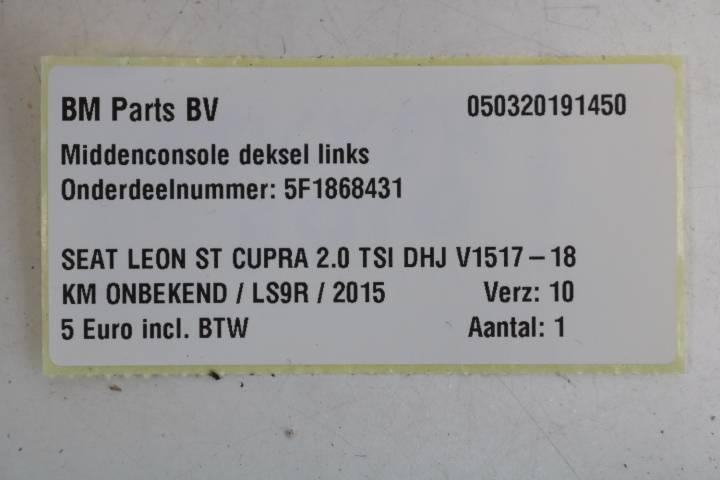 BM Parts BV 050320191450
Middenconsole deksel links
Onderdeelnummer: 5F1868431
SEAT LEON ST CUPRA 2.0 TSI DHJ V1517-18
KM ONBEKEND / LS9R / 2015 Verz: 10
5 Euro incl. BTW Aantal: 1